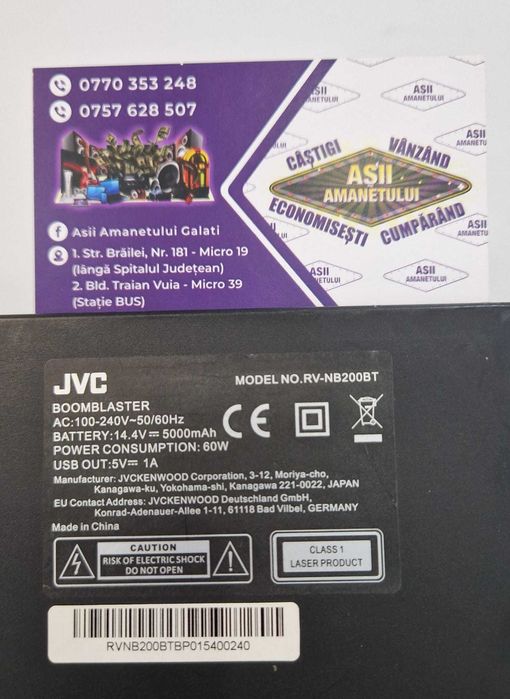 0770 353 248
0757 628 507
Asii Amanetului Galati
1. Str. Brăilei, Nr. 181 - Micro 19
(lângă Spitalul Județean)
2. Bld. Traian Vuia - Micro 39
(Stație BUS)
CÂȘTIGI
VÂNZÂND
AȘII
AMANETULUI
ECONOMISEȘTI
CUMPĂRÂND
AȘII
AMANETULUI
AȘII
AMANETULUI
AȘII
AMANETULUI
JVC
MODEL NO.RV-NB200BT
BOOMBLASTER
AC:100-240V~50/60Hz
BATTERY:14.4V⎓ 5000mAh
POWER CONSUMPTION:60W
USB OUT:5V⎓ 1A
CE
Manufacturer: JVCKENWOOD Corporation, 3-12, Moriya-cho,
Kanagawa-ku, Yokohama-shi, Kanagawa 221-0022, JAPAN
EU Contact Address: JVCKENWOOD Deutschland GmbH,
Konrad-Adenauer-Allee 1-11, 61118 Bad Vilbel, GERMANY
Made in China
CAUTION
RISK OF ELECTRIC SHOCK
DO NOT OPEN
CLASS 1
LASER PRODUCT
RVNB200BTBP015400240